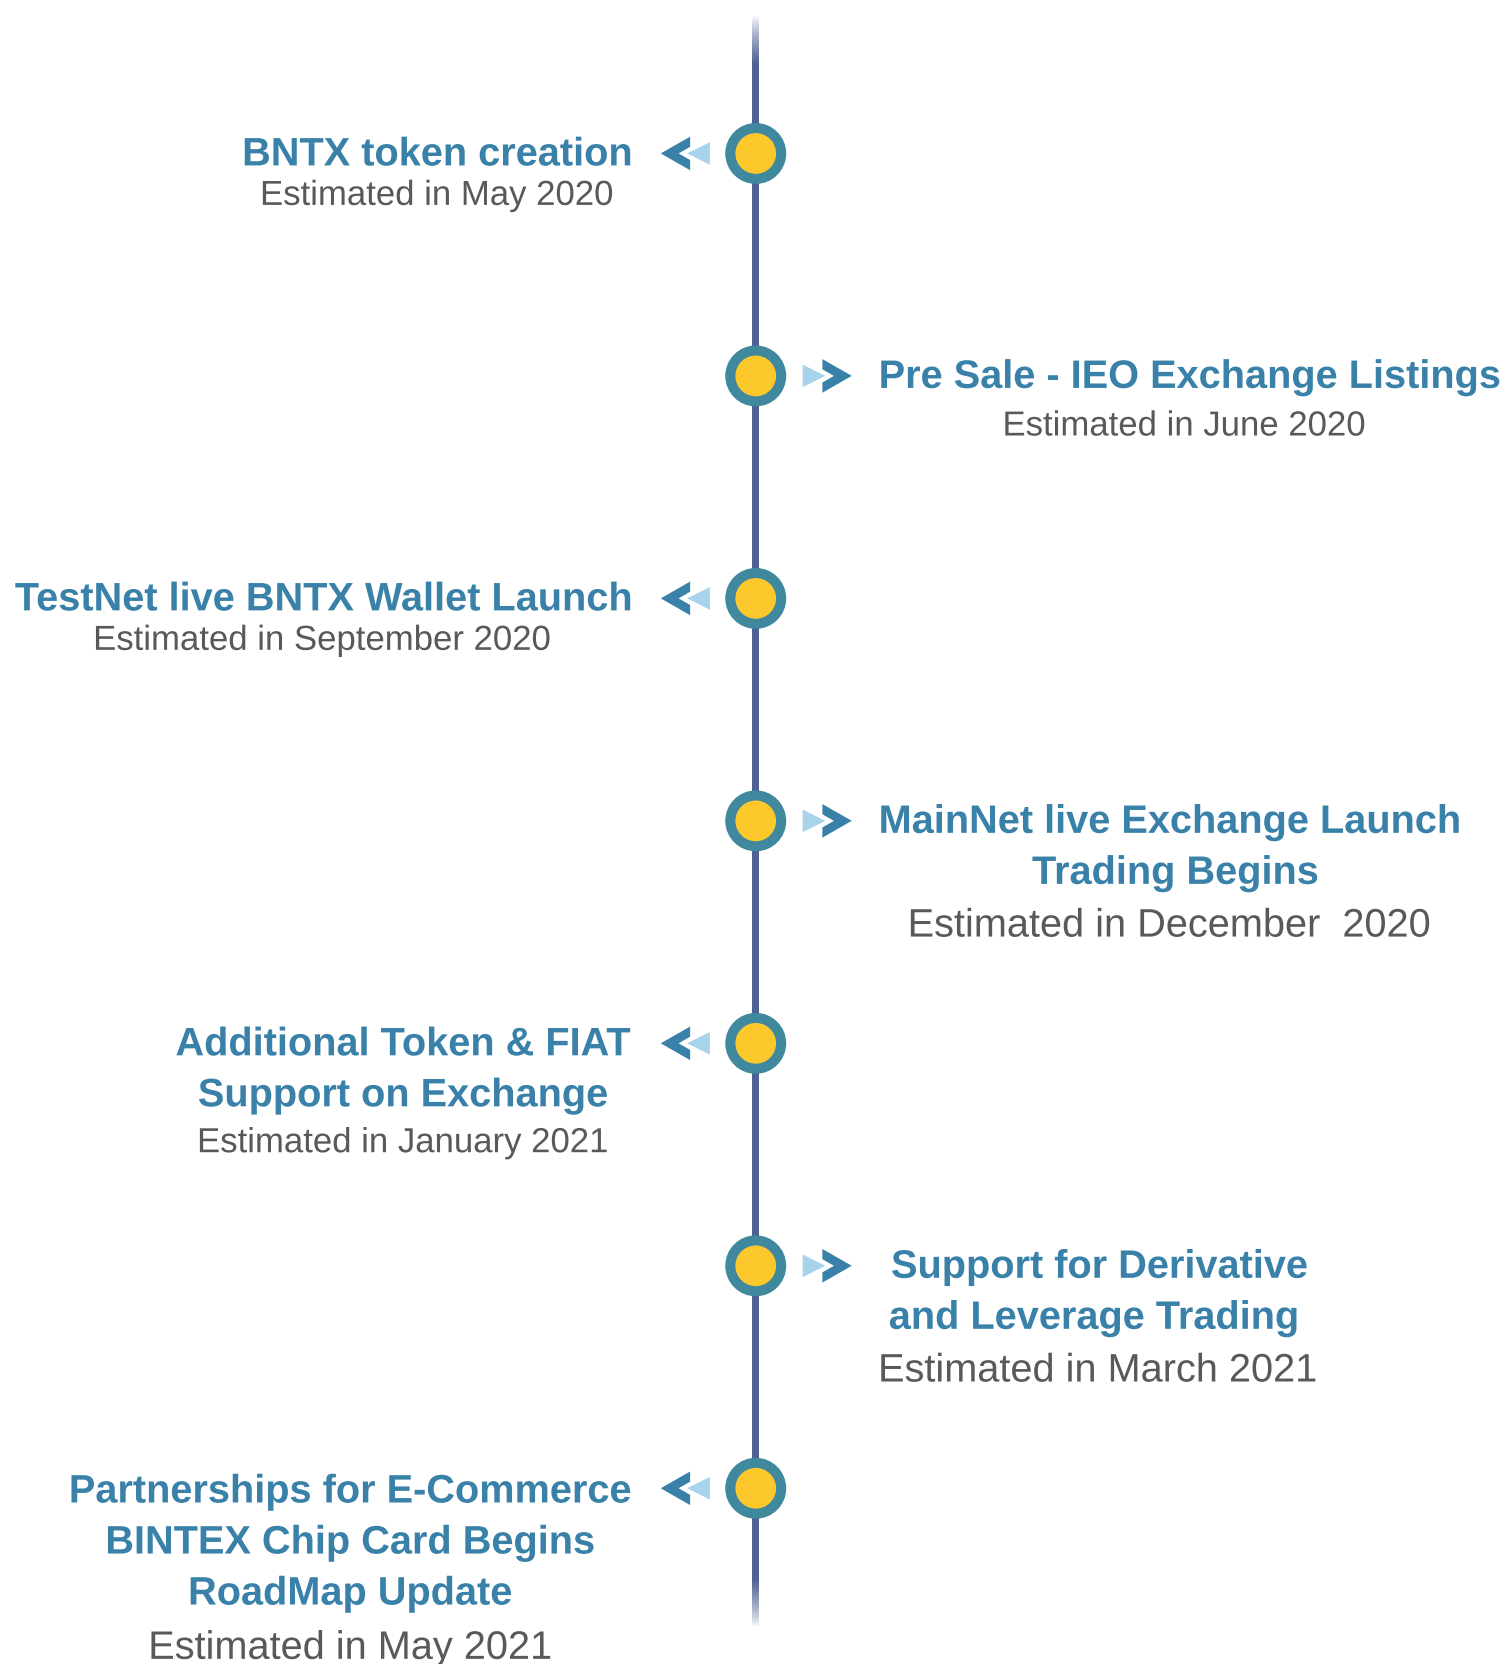 BNTX token creation
Estimated in May 2020
Pre Sale - IEO Exchange Listings
Estimated in June 2020
TestNet live BNTX Wallet Launch
Estimated in September 2020
MainNet live Exchange Launch
Trading Begins
Estimated in December  2020
Additional Token & FIAT
Support on Exchange
Estimated in January 2021
Support for Derivative
and Leverage Trading
Estimated in March 2021
Partnerships for E-Commerce
BINTEX Chip Card Begins
RoadMap Update
Estimated in May 2021